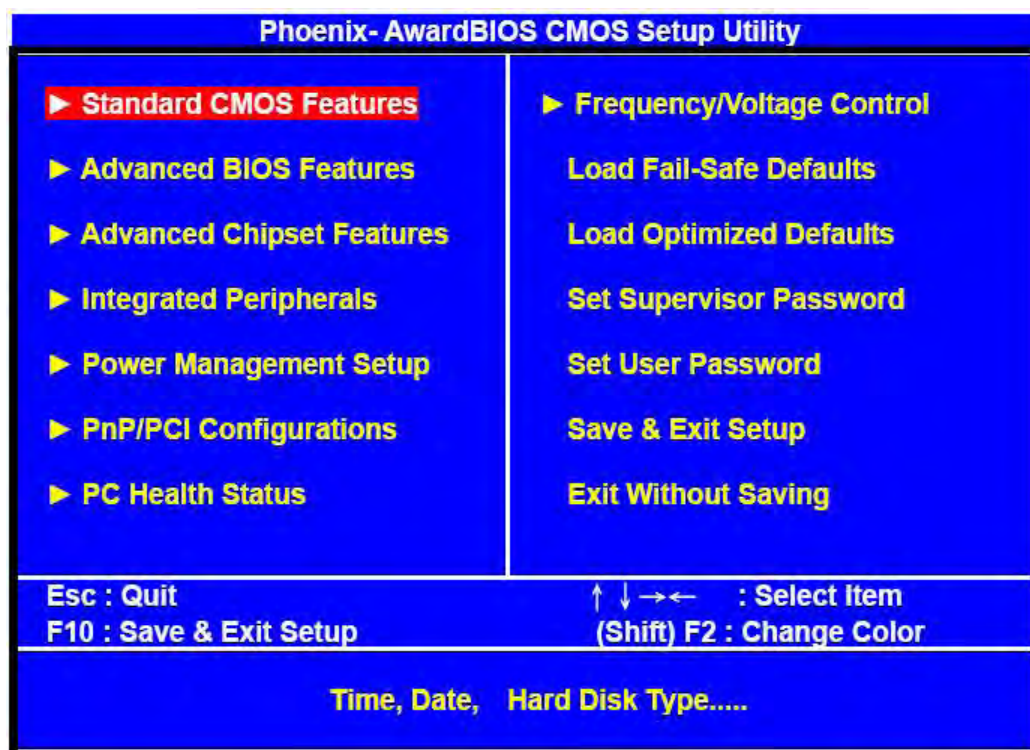 Phoenix- AwardBIOS CMOS Setup Utility
► Standard CMOS Features
► Advanced BIOS Features
► Advanced Chipset Features
► Integrated Peripherals
► Power Management Setup
► PnP/PCI Configurations
► PC Health Status
► Frequency/Voltage Control
Load Fail-Safe Defaults
Load Optimized Defaults
Set Supervisor Password
Set User Password
Save & Exit Setup
Exit Without Saving
Esc : Quit
F10 : Save & Exit Setup
↑ ↓ → ← : Select Item
(Shift) F2 : Change Color
Time, Date, Hard Disk Type.....